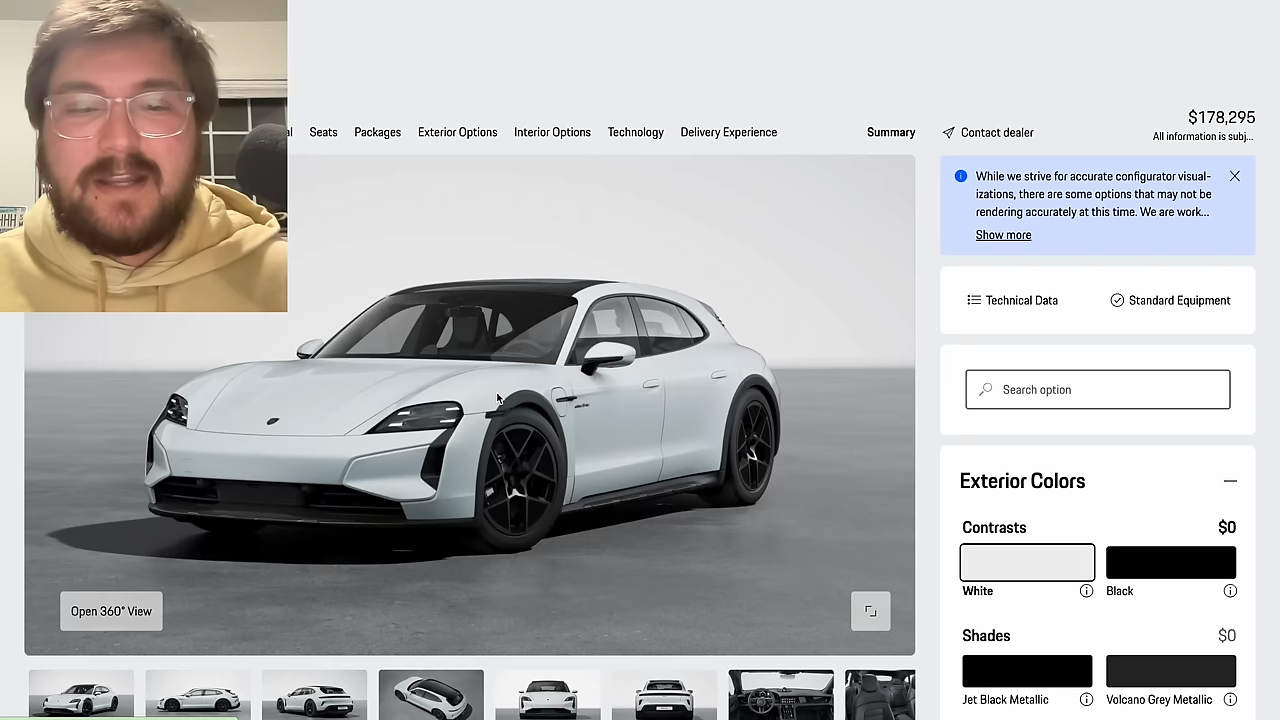 Seats
Packages
Exterior Options
Interior Options
Technology
Delivery Experience
Summary
Contact dealer
$178,295
All information is subj...
While we strive for accurate configurator visual-
izations, there are some options that may not be
rendering accurately at this time. We are work...
Show more
Technical Data
Standard Equipment
Search option
Open 360° View
Exterior Colors
Contrasts
$0
White
Black
Shades
$0
Jet Black Metallic
Volcano Grey Metallic